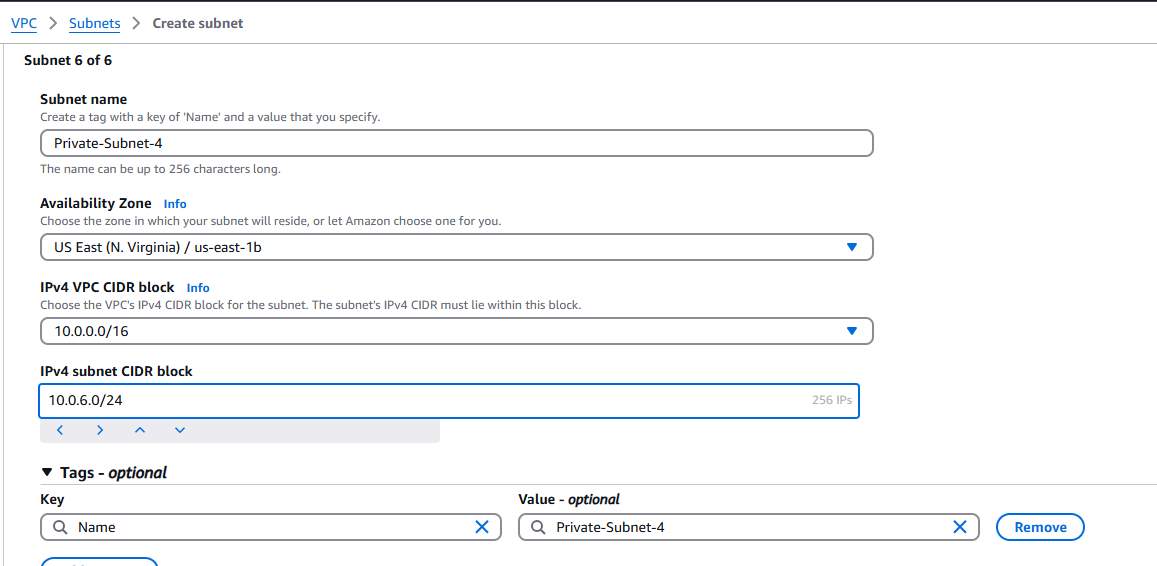 VPC > Subnets > Create subnet
Subnet 6 of 6
Subnet name
Create a tag with a key of 'Name' and a value that you specify.
Private-Subnet-4
The name can be up to 256 characters long.
Availability Zone Info
Choose the zone in which your subnet will reside, or let Amazon choose one for you.
US East (N. Virginia) / us-east-1b
IPv4 VPC CIDR block Info
Choose the VPC's IPv4 CIDR block for the subnet. The subnet's IPv4 CIDR must lie within this block.
10.0.0.0/16
IPv4 subnet CIDR block
10.0.6.0/24 256 IPs
Tags - optional
Key Value - optional
Name Private-Subnet-4 Remove